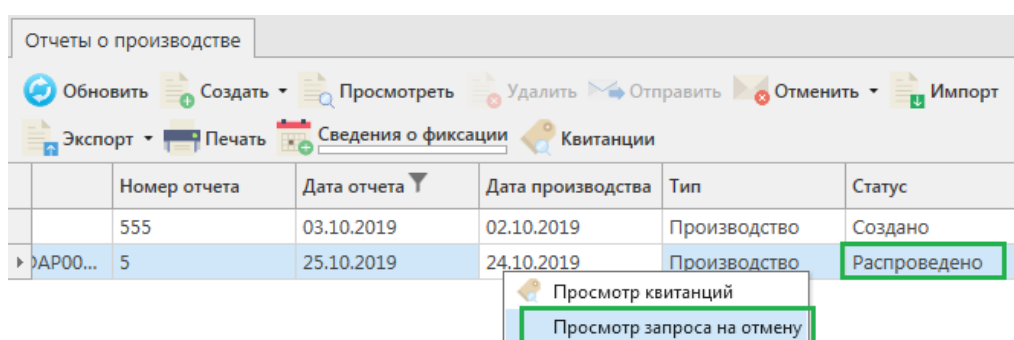 Отчеты о производстве
Обновить Создать Просмотреть Удалить Отправить Отменить Импорт
Экспорт Печать Сведения о фиксации Квитанции
Номер отчета Дата отчета Дата производства Тип Статус
555 03.10.2019 02.10.2019 Производство Создано
DAP00... 5 25.10.2019 24.10.2019 Производство Распроведено
Просмотр квитанций
Просмотр запроса на отмену